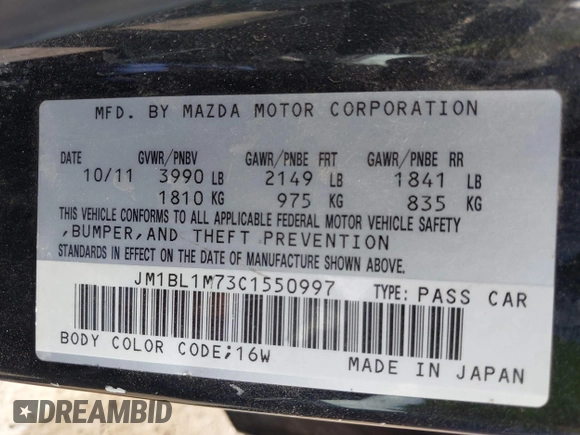 MFD. BY MAZDA MOTOR CORPORATION
DATE GVWR/PNBV GAWR/PNBE FRT GAWR/PNBE RR
10/11 3990 LB 2149 LB 1841 LB
1810 KG 975 KG 835 KG
THIS VEHICLE CONFORMS TO ALL APPLICABLE FEDERAL MOTOR VEHICLE SAFETY
,BUMPER,AND THEFT PREVENTION
STANDARDS IN EFFECT ON THE DATE OF MANUFACTURE SHOWN ABOVE.
JM1BL1M73C1550997 TYPE: PASS CAR
BODY COLOR CODE;16W
MADE IN JAPAN
DREAMBID